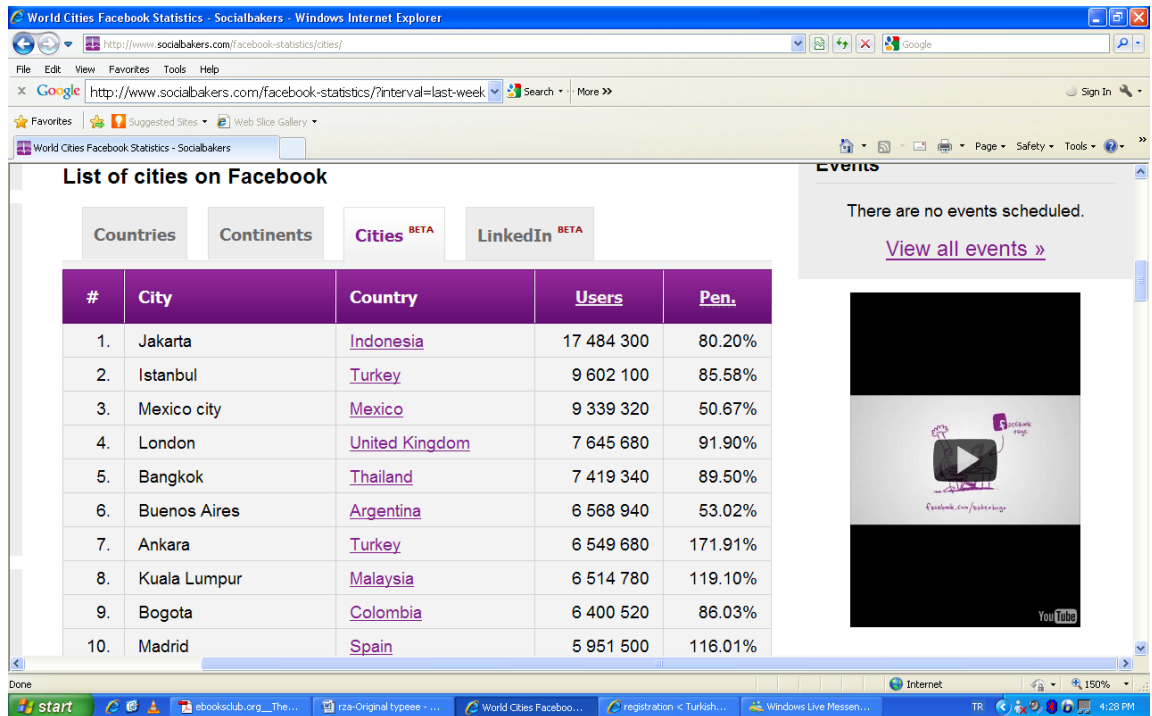 World Cities Facebook Statistics - Socialbakers - Windows Internet Explorer
http://www.socialbakers.com/facebook-statistics/cities/
Google
File Edit View Favorites Tools Help
x Google http://www.socialbakers.com/facebook-statistics/?interval=last-week Search More >> Sign In
Favorites Suggested Sites Web Slice Gallery
World Cities Facebook Statistics - Socialbakers Page Safety Tools
List of cities on Facebook
Events
There are no events scheduled.
View all events »
Countries Continents Cities BETA LinkedIn BETA
# City Country Users Pen.
1. Jakarta Indonesia 17 484 300 80.20%
2. Istanbul Turkey 9 602 100 85.58%
3. Mexico city Mexico 9 339 320 50.67%
4. London United Kingdom 7 645 680 91.90%
5. Bangkok Thailand 7 419 340 89.50%
6. Buenos Aires Argentina 6 568 940 53.02%
7. Ankara Turkey 6 549 680 171.91%
8. Kuala Lumpur Malaysia 6 514 780 119.10%
9. Bogota Colombia 6 400 520 86.03%
10. Madrid Spain 5 951 500 116.01%
facebook page
YouTube
Done Internet 150%
start ebooksclub.org__The... rza-Original typeee - ... World Cities Faceboo... registration < Turkish... Windows Live Messen... TR 4:28 PM